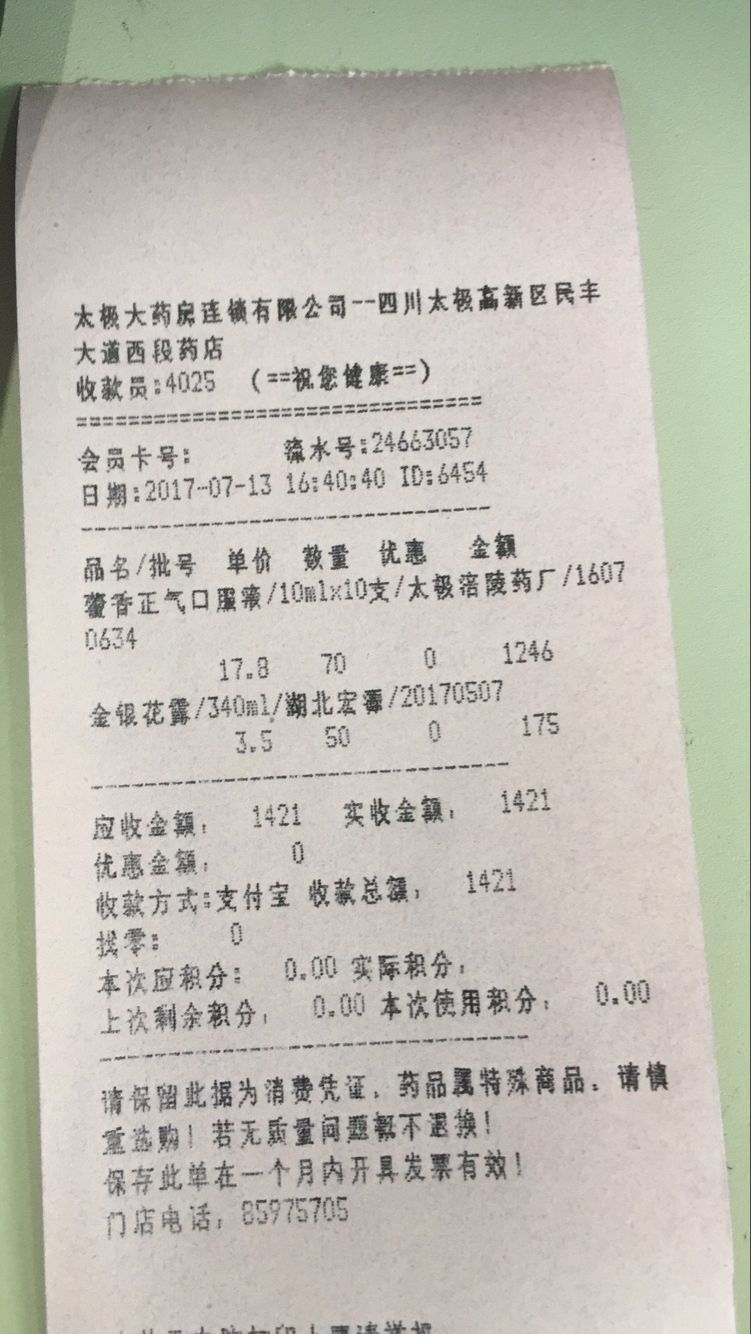 太极大药房连锁有限公司--四川太极高新区民丰
大道西段药店
收款员:4025 (==祝您健康==)
===============================
会员卡号: 流水号:24663057
日期:2017-07-13 16:40:40 ID:6454
--------------------------------
品名/批号 单价 数量 优惠 金额
藿香正气口服液/10mlx10支/太极涪陵药厂/1607
0634
17.8 70 0 1246
金银花露/340ml/湖北宏源/20170507
3.5 50 0 175
--------------------------------
应收金额: 1421 实收金额: 1421
优惠金额: 0
收款方式:支付宝 收款总额: 1421
找零: 0
本次应积分: 0.00 实际积分:
上次剩余积分: 0.00 本次使用积分: 0.00
--------------------------------
请保留此据为消费凭证,药品属特殊商品。请慎
重选购!若无质量问题概不退换!
保存此单在一个月内开具发票有效!
门店电话:85975705